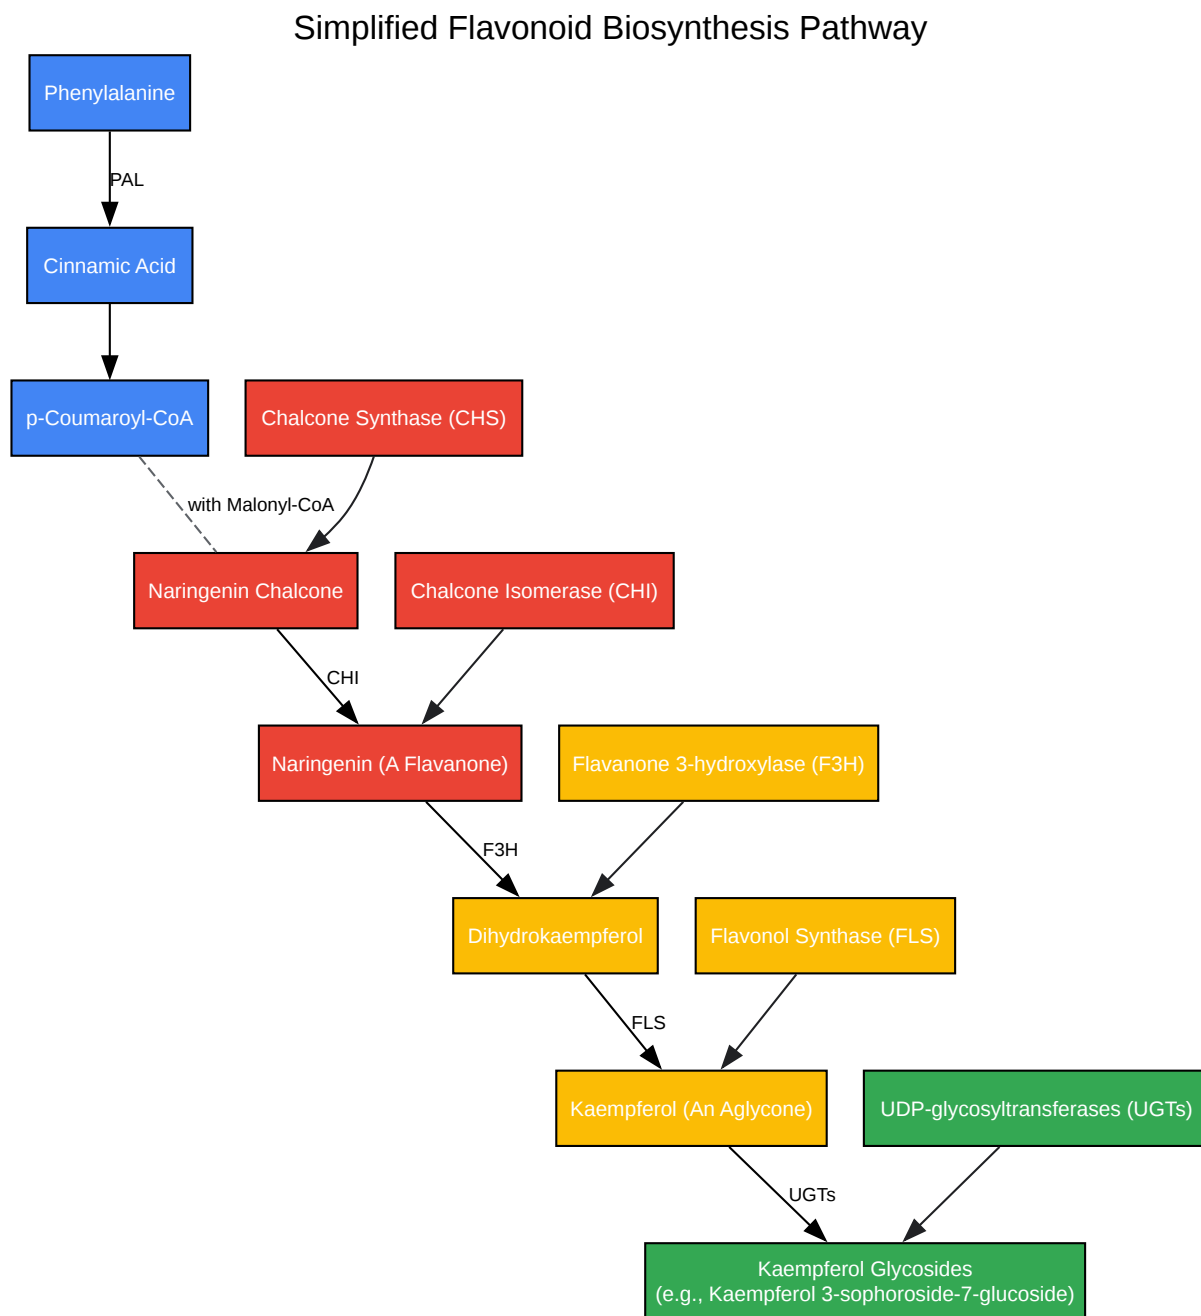 Simplified Flavonoid Biosynthesis Pathway
Phenylalanine
PAL
Cinnamic Acid
p-Coumaroyl-CoA
Chalcone Synthase (CHS)
with Malonyl-CoA
Naringenin Chalcone
Chalcone Isomerase (CHI)
CHI
Naringenin (A Flavanone)
Flavanone 3-hydroxylase (F3H)
F3H
Dihydrokaempferol
Flavonol Synthase (FLS)
FLS
Kaempferol (An Aglycone)
UDP-glycosyltransferases (UGTs)
UGTs
Kaempferol Glycosides
(e.g., Kaempferol 3-sophoroside-7-glucoside)